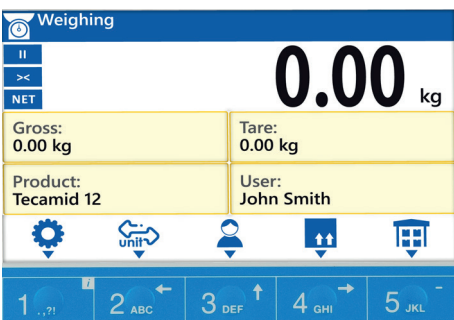 Weighing
II
><
NET
0.00 kg
Gross:
0.00 kg
Tare:
0.00 kg
Product:
Tecamid 12
User:
John Smith
unit
i
1 .,?!
2 ABC
3 DEF
4 GHI
5 JKL -